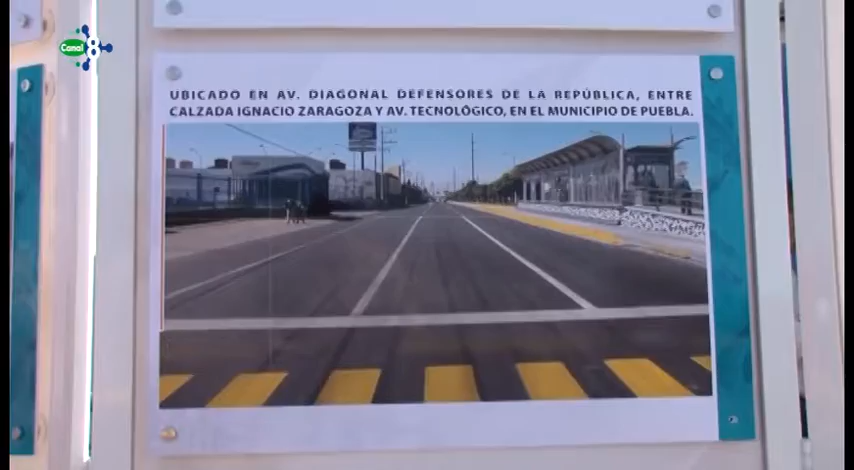 Canal 8
UBICADO EN AV. DIAGONAL DEFENSORES DE LA REPÚBLICA, ENTRE
CALZADA IGNACIO ZARAGOZA Y AV. TECNOLÓGICO, EN EL MUNICIPIO DE PUEBLA.